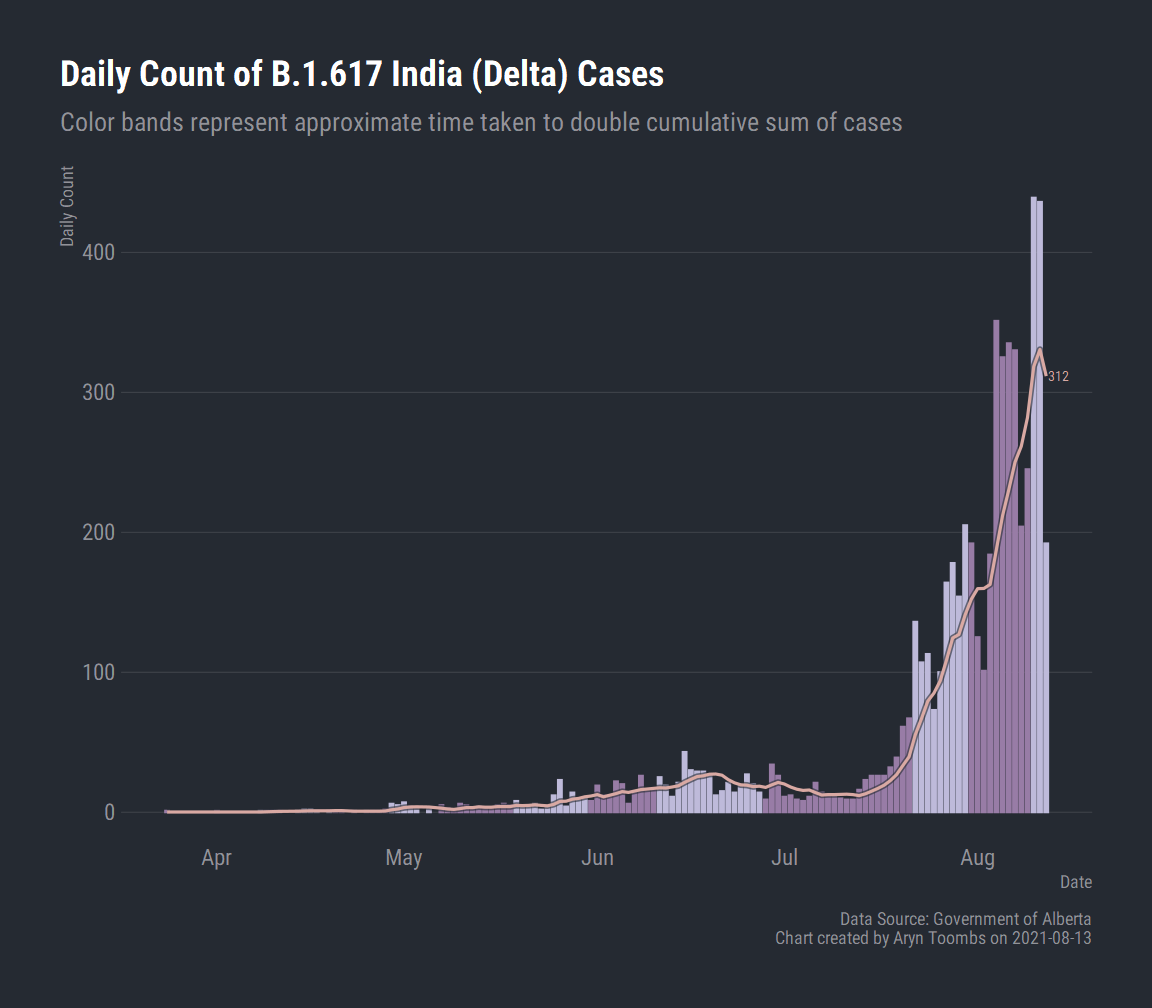 Daily Count of B.1.617 India (Delta) Cases
Color bands represent approximate time taken to double cumulative sum of cases
Daily Count
400
300
312
200
100
0
Apr May Jun Jul Aug
Date
Data Source: Government of Alberta
Chart created by Aryn Toombs on 2021-08-13